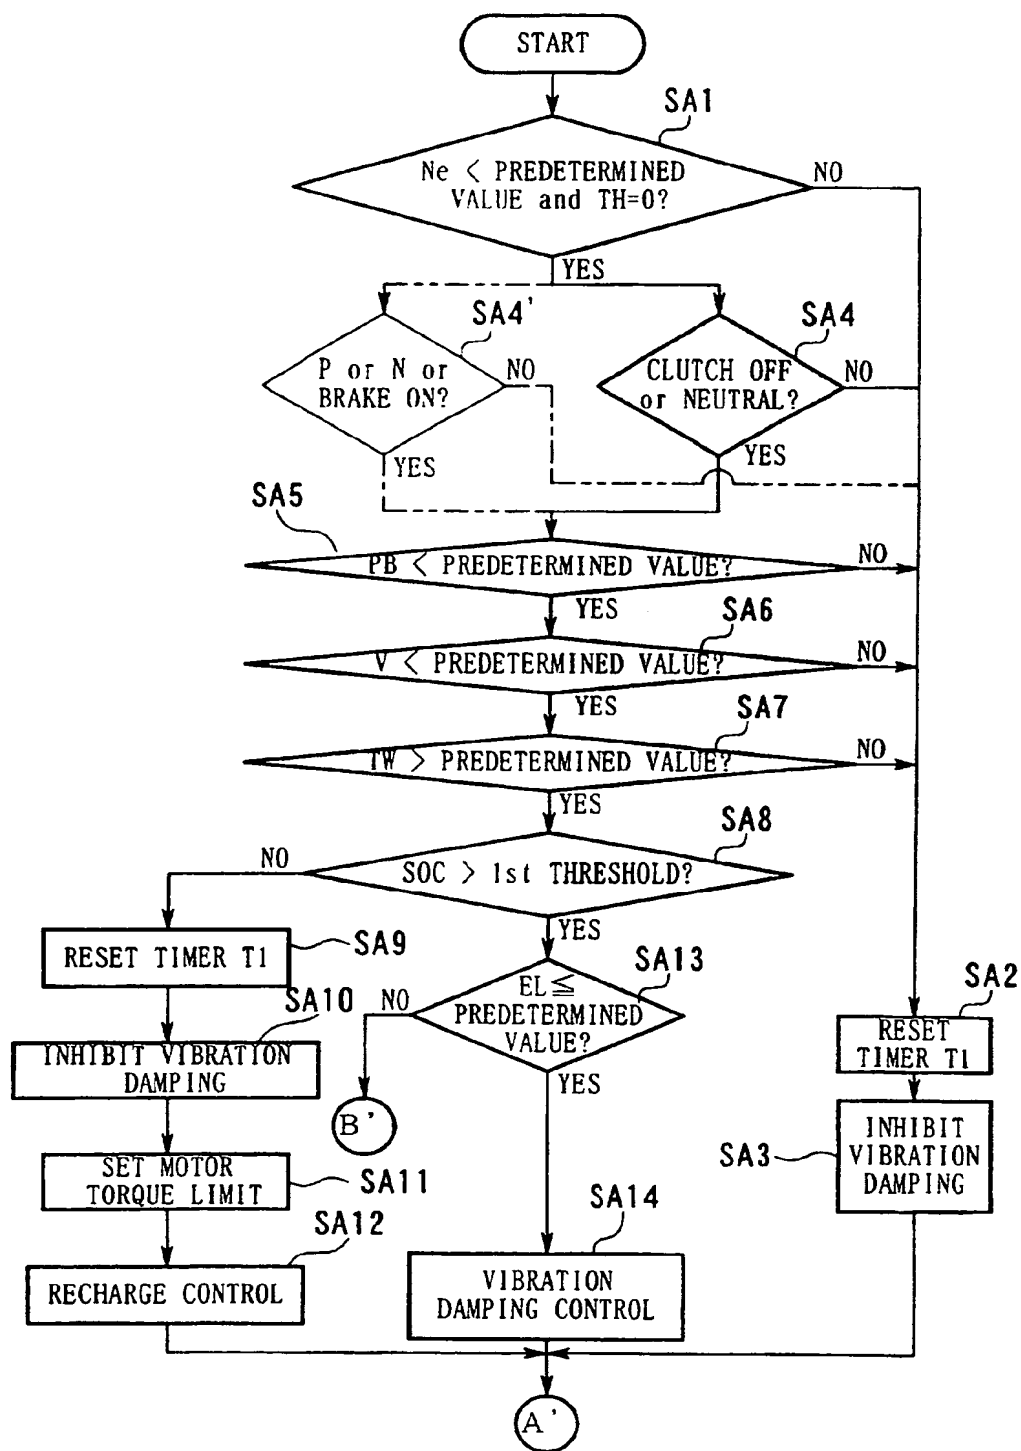 START
SA1
Ne < PREDETERMINED
VALUE and TH=0?
NO
YES
SA4'
P or N or
BRAKE ON?
NO
YES
SA4
CLUTCH OFF
or NEUTRAL?
NO
YES
SA5
PB < PREDETERMINED VALUE?
NO
YES
SA6
V < PREDETERMINED VALUE?
NO
YES
SA7
TW > PREDETERMINED VALUE?
NO
YES
SA8
SOC > 1st THRESHOLD?
NO
YES
RESET TIMER T1
SA9
SA10
INHIBIT VIBRATION
DAMPING
SET MOTOR
TORQUE LIMIT
SA11
SA12
RECHARGE CONTROL
SA13
EL≦
PREDETERMINED
VALUE?
NO
YES
B'
SA14
VIBRATION
DAMPING CONTROL
SA2
RESET
TIMER T1
SA3
INHIBIT
VIBRATION
DAMPING
A'